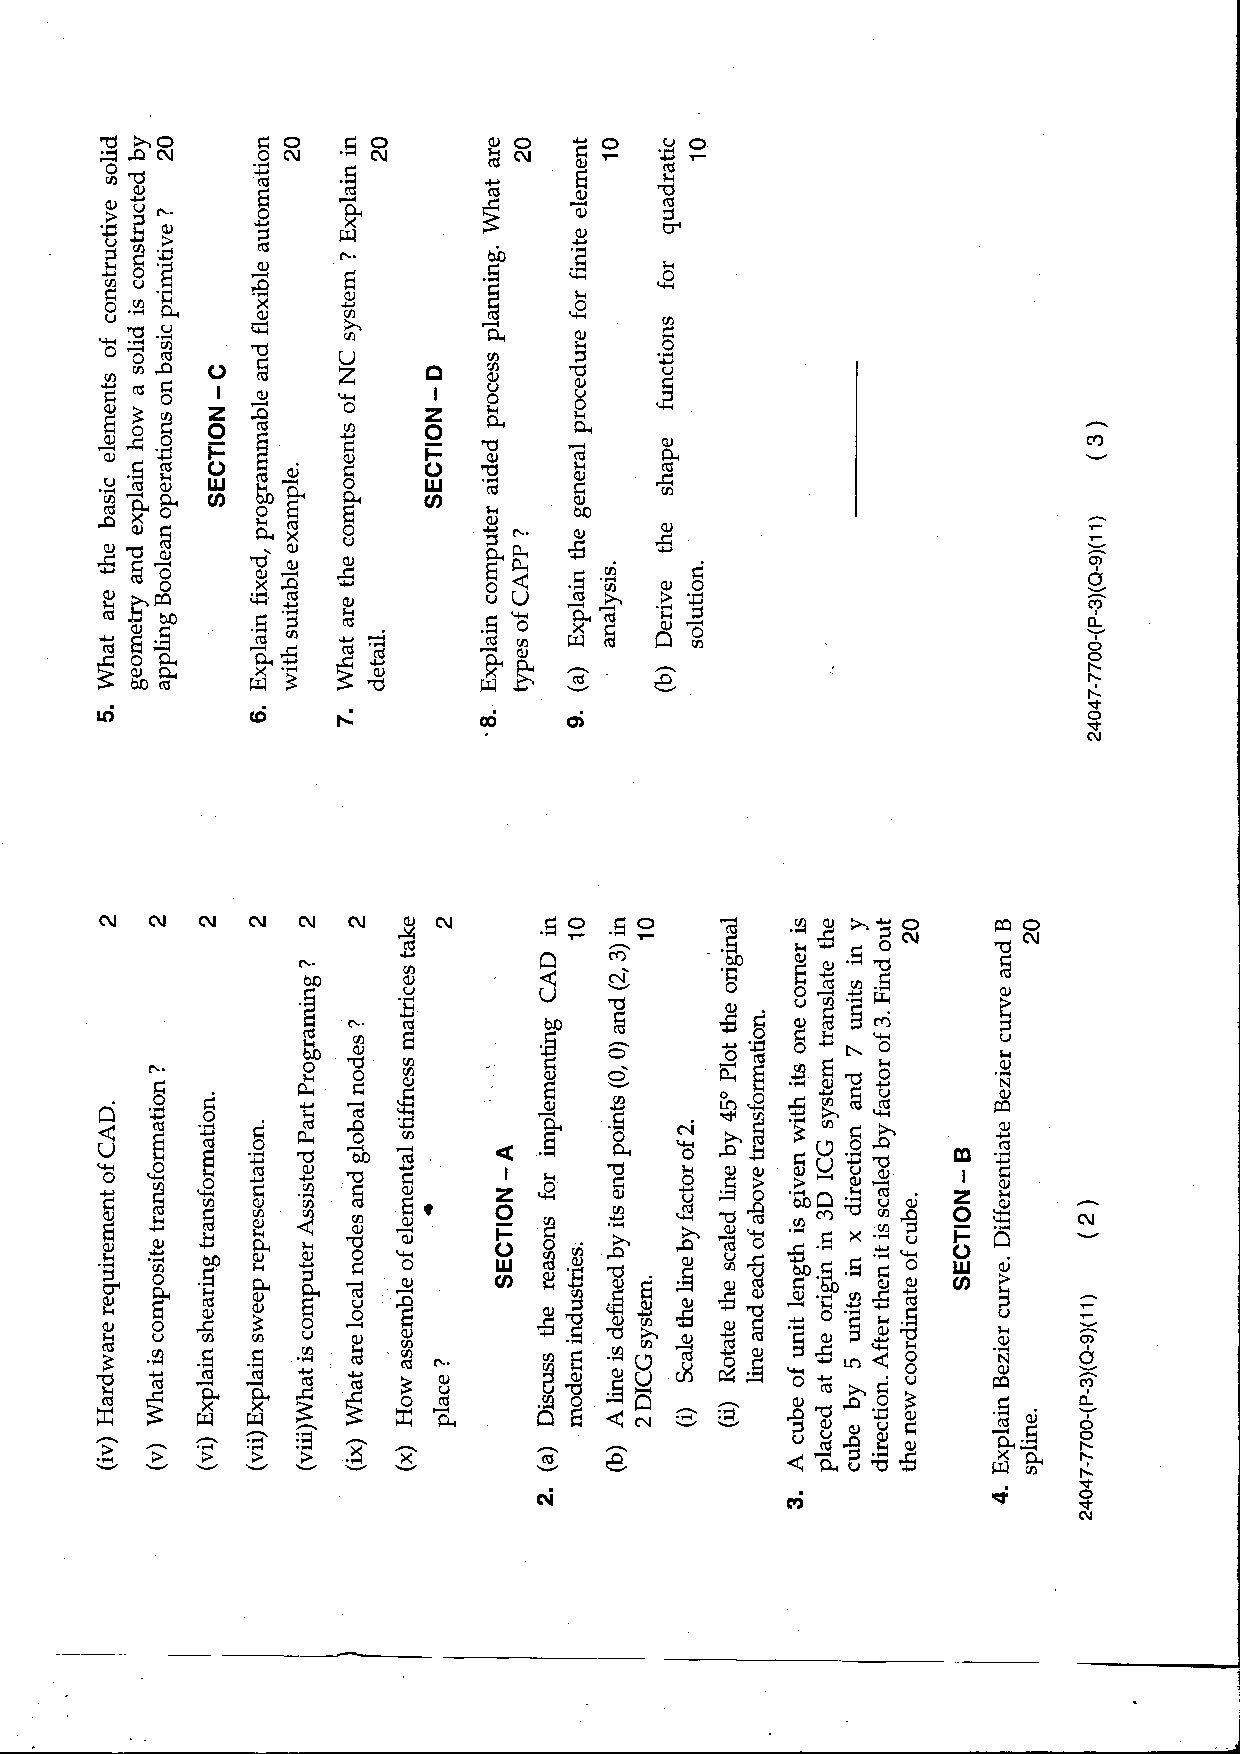 (iv) Hardware requirement of CAD. 2
(v) What is composite transformation ? 2
(vi) Explain shearing transformation. 2
(vii) Explain sweep representation. 2
(viii) What is computer Assisted Part Programing ? 2
(ix) What are local nodes and global nodes ? 2
(x) How assemble of elemental stiffness matrices take
place ? 2
SECTION – A
2. (a) Discuss the reasons for implementing CAD in
modern industries. 10
(b) A line is defined by its end points (0, 0) and (2, 3) in
2 DICG system. 10
(i) Scale the line by factor of 2.
(ii) Rotate the scaled line by 45° Plot the original
line and each of above transformation.
3. A cube of unit length is given with its one corner is
placed at the origin in 3D ICG system translate the
cube by 5 units in x direction and 7 units in y
direction. After then it is scaled by factor of 3. Find out
the new coordinate of cube. 20
SECTION – B
4. Explain Bezier curve. Differentiate Bezier curve and B
spline. 20
24047-7700-(P-3)(Q-9)(11) ( 2 )
5. What are the basic elements of constructive solid
geometry and explain how a solid is constructed by
appling Boolean operations on basic primitive ? 20
SECTION – C
6. Explain fixed, programmable and flexible automation
with suitable example. 20
7. What are the components of NC system ? Explain in
detail. 20
SECTION – D
8. Explain computer aided process planning. What are
types of CAPP ? 20
9. (a) Explain the general procedure for finite element
analysis. 10
(b) Derive the shape functions for quadratic
solution. 10
24047-7700-(P-3)(Q-9)(11) ( 3 )